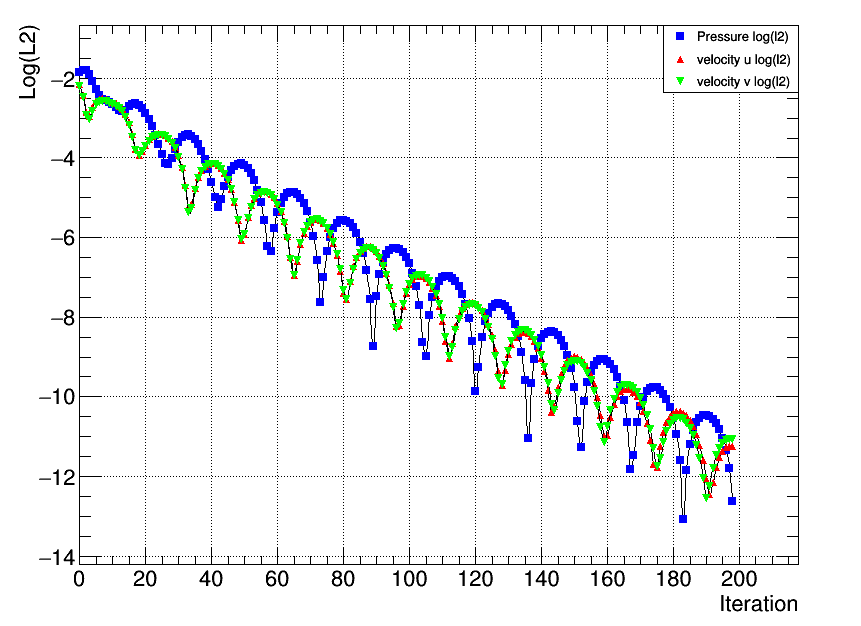 Log(L2)
Pressure log(l2)
velocity u log(l2)
velocity v log(l2)
−2
−4
−6
−8
−10
−12
−14
0 20 40 60 80 100 120 140 160 180 200
Iteration